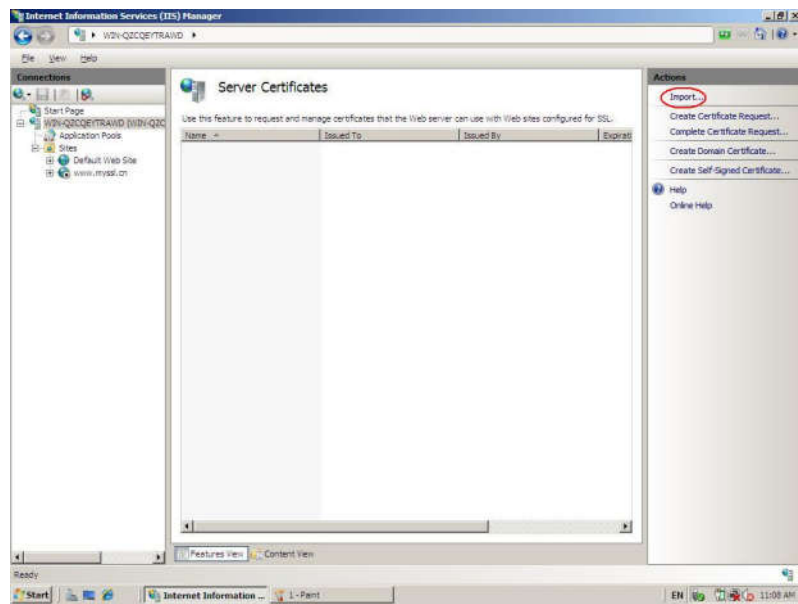 Internet Information Services (IIS) Manager
WIN-QZCQEYTRAWD
File View Help
Connections
Start Page
WIN-QZCQEYTRAWD (WIN-QZC
Application Pools
Sites
Default Web Site
www.myssl.cn
Server Certificates
Use this feature to request and manage certificates that the Web server can use with Web sites configured for SSL.
Name Issued To Issued By Expirati
Features View Content View
Actions
Import...
Create Certificate Request...
Complete Certificate Request...
Create Domain Certificate...
Create Self-Signed Certificate...
Help
Online Help
Ready
Start Internet Information ... 1 - Paint EN 11:08 AM